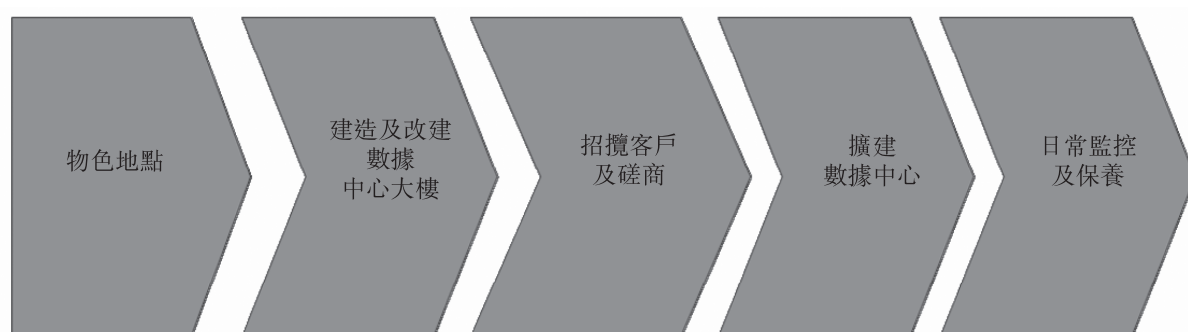 物色地點
建造及改建
數據
中心大樓
招攬客戶
及磋商
擴建
數據中心
日常監控
及保養